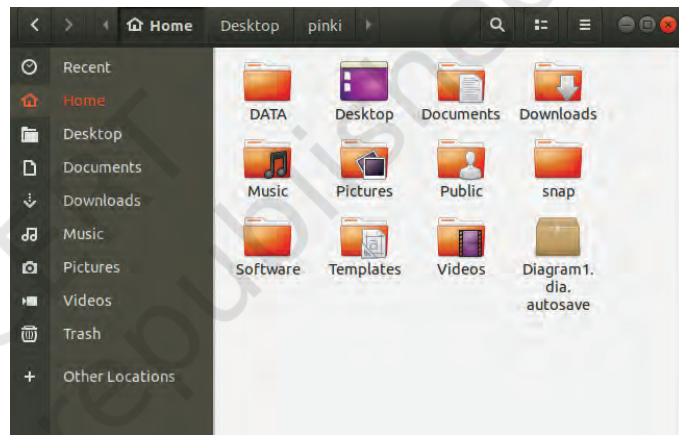 Home Desktop pinki
Recent
Home
Desktop
Documents
Downloads
Music
Pictures
Videos
Trash
+ Other Locations
DATA Desktop Documents Downloads
Music Pictures Public snap
Software Templates Videos Diagram1.
dia.
autosave